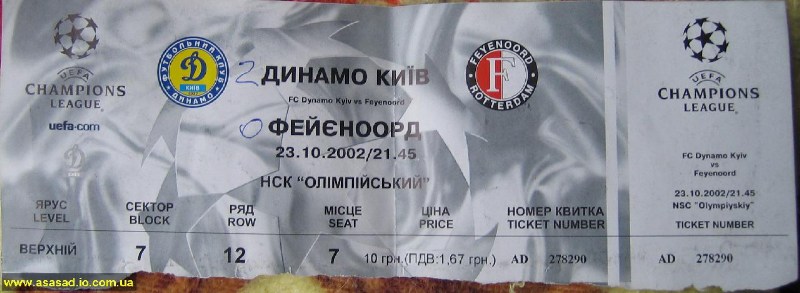 UEFA
CHAMPIONS
LEAGUE
uefa.com
ФУТБОЛЬНИЙ КЛУБ
Д
КИЇВ
ДИНАМО
2 ДИНАМО КИЇВ
FC Dynamo Kyiv vs Feyenoord
0 ФЕЙЄНООРД
23.10.2002/21.45
НСК "ОЛІМПІЙСЬКИЙ"
FEYENOORD
F
ROTTERDAM
ЯРУС
LEVEL
ВЕРХНІЙ
СЕКТОР
BLOCK
7
РЯД
ROW
12
МІСЦЕ
SEAT
7
ЦІНА
PRICE
10 грн.(ПДВ:1,67 грн.)
НОМЕР КВИТКА
TICKET NUMBER
AD 278290
UEFA
CHAMPIONS
LEAGUE
FC Dynamo Kyiv
vs
Feyenoord
23.10.2002/21.45
NSC "Olympiyskiy"
TICKET NUMBER
AD 278290
www.asasad.io.com.ua